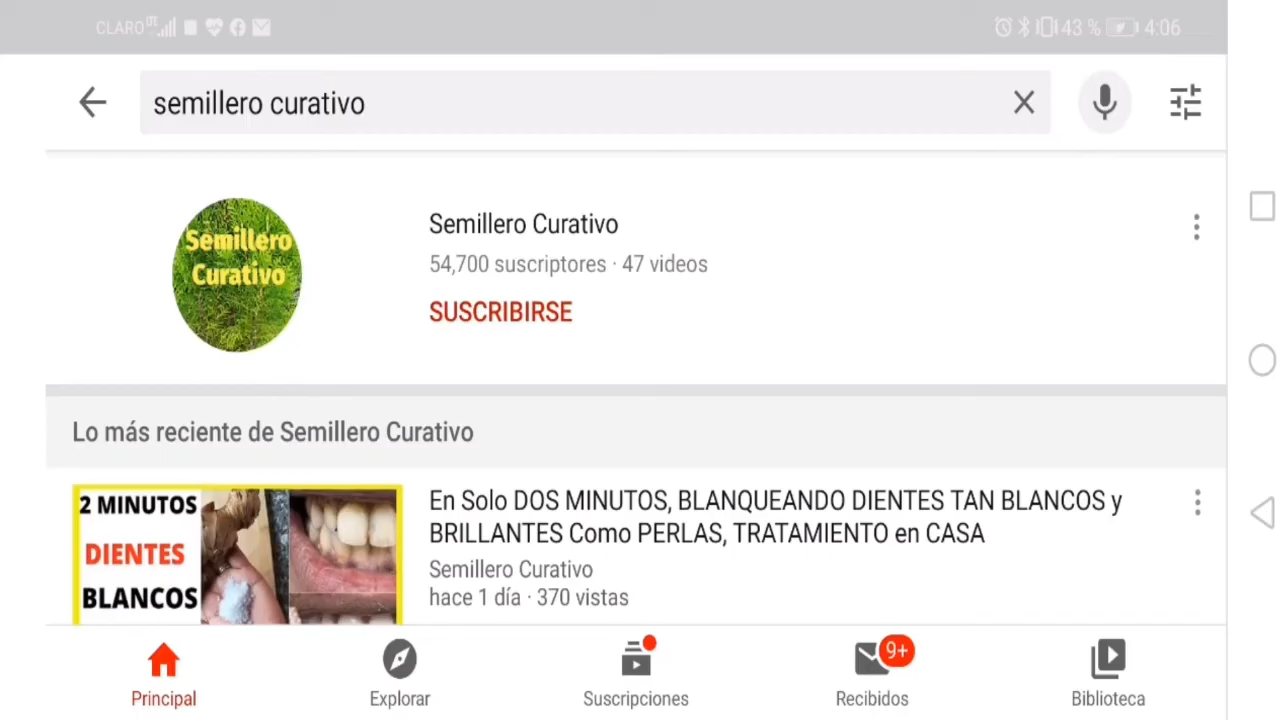 CLARO LTE 43 % 4:06
semillero curativo
Semillero
Curativo
Semillero Curativo
54,700 suscriptores · 47 videos
SUSCRIBIRSE
Lo más reciente de Semillero Curativo
2 MINUTOS
DIENTES
BLANCOS
En Solo DOS MINUTOS, BLANQUEANDO DIENTES TAN BLANCOS y
BRILLANTES Como PERLAS, TRATAMIENTO en CASA
Semillero Curativo
hace 1 día · 370 vistas
9+
Principal Explorar Suscripciones Recibidos Biblioteca